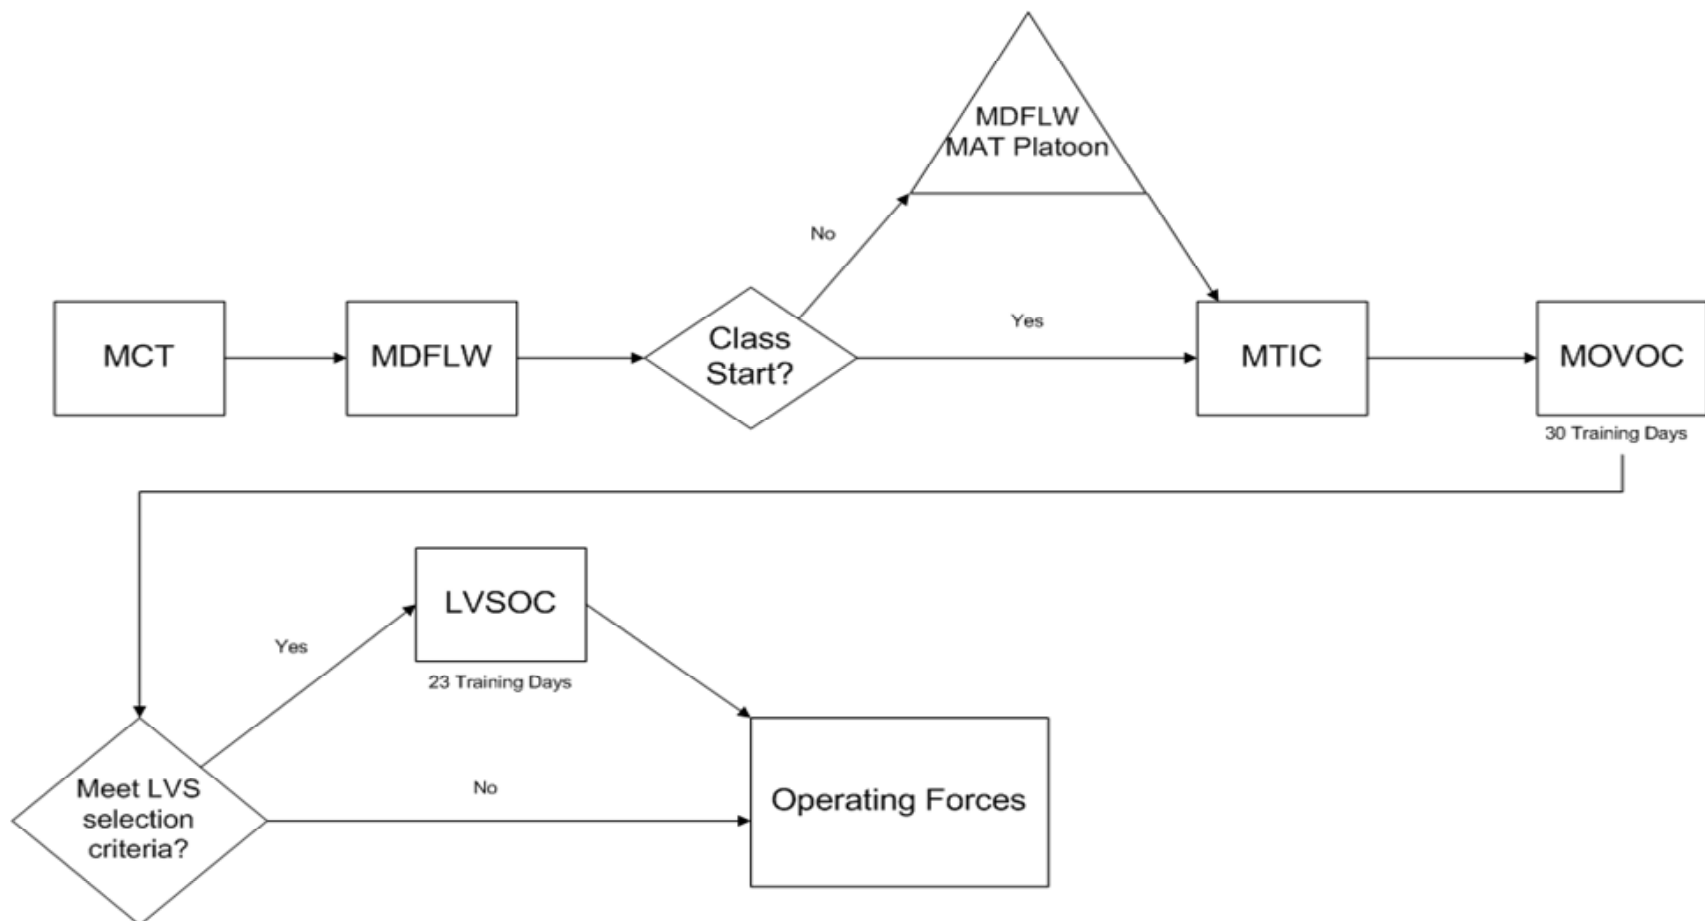 MDFLW
MAT Platoon
No
Yes
MCT
MDFLW
Class
Start?
MTIC
MOVOC
30 Training Days
LVSOC
Yes
23 Training Days
Meet LVS
selection
criteria?
No
Operating Forces